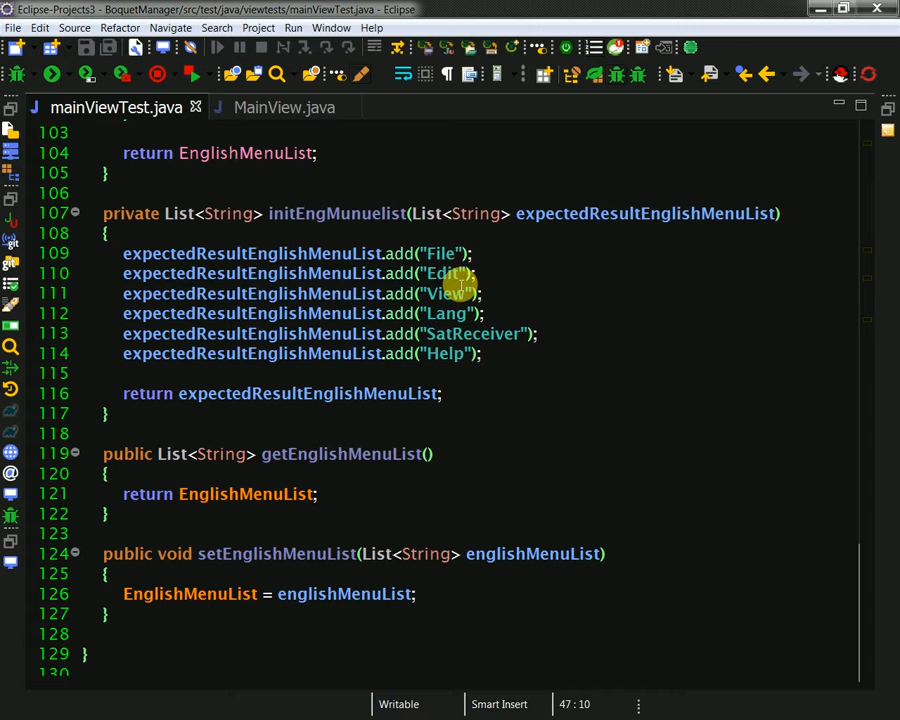 Eclipse-Projects3 - BoquetManager/src/test/java/viewtests/mainViewTest.java - Eclipse
File Edit Source Refactor Navigate Search Project Run Window Help
mainViewTest.java MainView.java
103
104 return EnglishMenuList;
105 }
106
107 private List<String> initEngMunuelist(List<String> expectedResultEnglishMenuList)
108 {
109 expectedResultEnglishMenuList.add("File");
110 expectedResultEnglishMenuList.add("Edit");
111 expectedResultEnglishMenuList.add("View");
112 expectedResultEnglishMenuList.add("Lang");
113 expectedResultEnglishMenuList.add("SatReceiver");
114 expectedResultEnglishMenuList.add("Help");
115
116 return expectedResultEnglishMenuList;
117 }
118
119 public List<String> getEnglishMenuList()
120 {
121 return EnglishMenuList;
122 }
123
124 public void setEnglishMenuList(List<String> englishMenuList)
125 {
126 EnglishMenuList = englishMenuList;
127 }
128
129 }
130
Writable Smart Insert 47 : 10